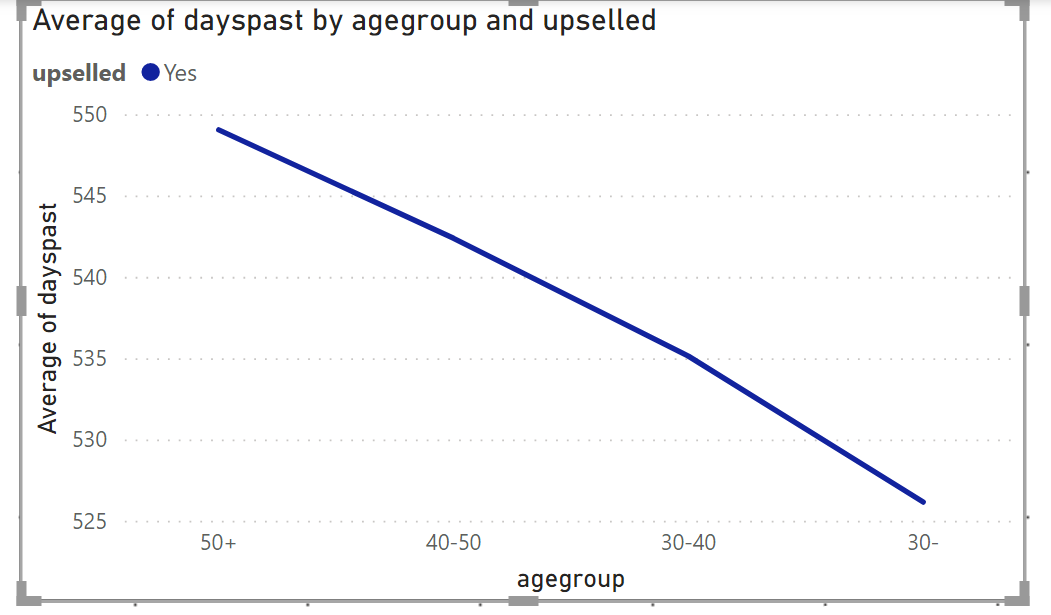 Average of dayspast by agegroup and upselled
upselled Yes
550
545
540
535
530
525
Average of dayspast
50+ 40-50 30-40 30-
agegroup